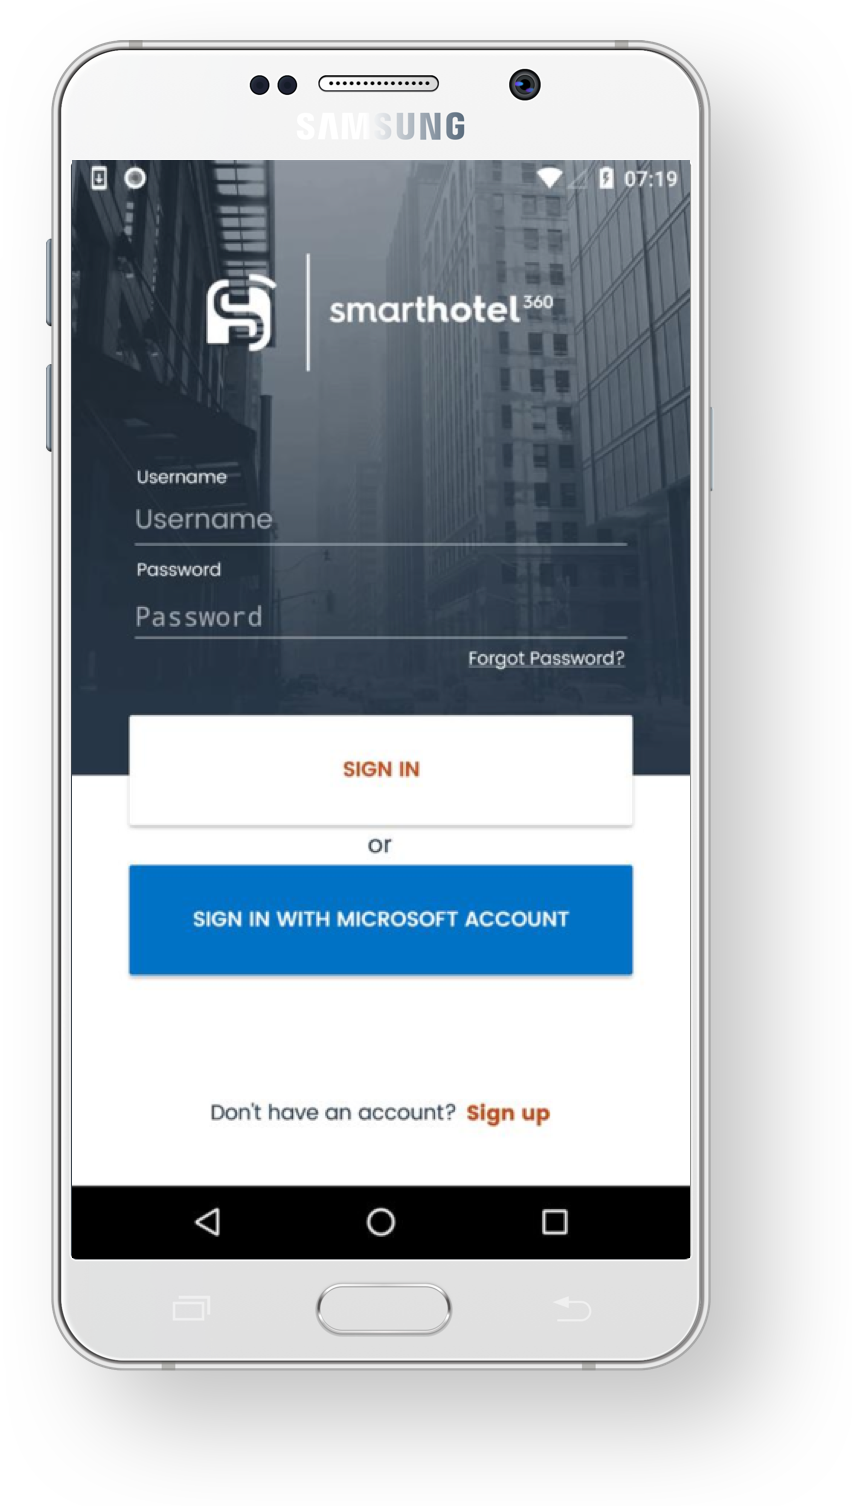 SAMSUNG
07:19
smarthotel360
Username
Username
Password
Password
Forgot Password?
SIGN IN
or
SIGN IN WITH MICROSOFT ACCOUNT
Don't have an account? Sign up